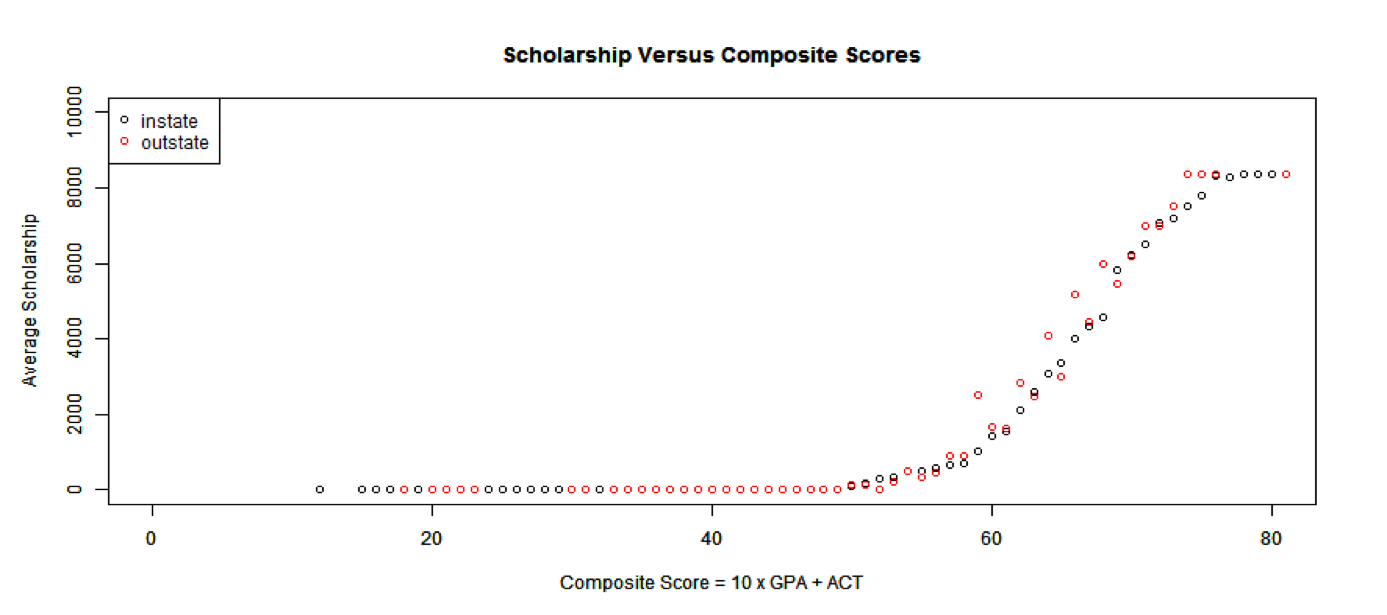 Scholarship Versus Composite Scores
instate
outstate
10000
8000
6000
4000
2000
0
Average Scholarship
0 20 40 60 80
Composite Score = 10 x GPA + ACT